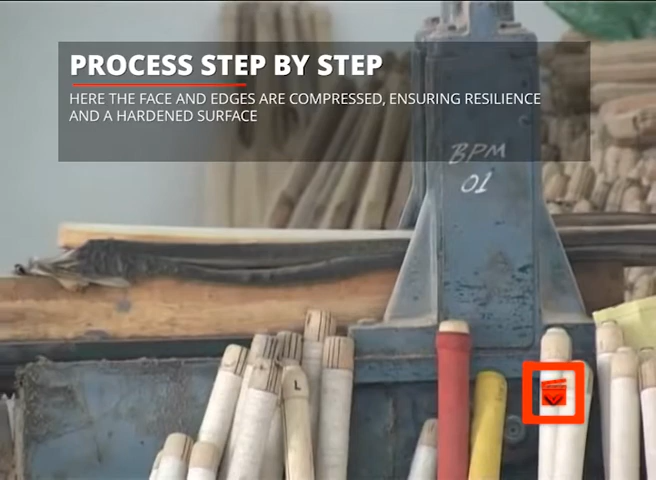 PROCESS STEP BY STEP
HERE THE FACE AND EDGES ARE COMPRESSED, ENSURING RESILIENCE
AND A HARDENED SURFACE
BPM
01
L